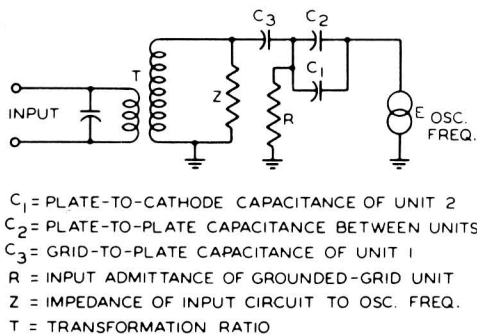 C3 C2
T
C1
INPUT
Z
R
E OSC.
FREQ.
C1 = PLATE-TO-CATHODE CAPACITANCE OF UNIT 2
C2 = PLATE-TO-PLATE CAPACITANCE BETWEEN UNITS
C3 = GRID-TO-PLATE CAPACITANCE OF UNIT 1
R = INPUT ADMITTANCE OF GROUNDED-GRID UNIT
Z = IMPEDANCE OF INPUT CIRCUIT TO OSC. FREQ.
T = TRANSFORMATION RATIO